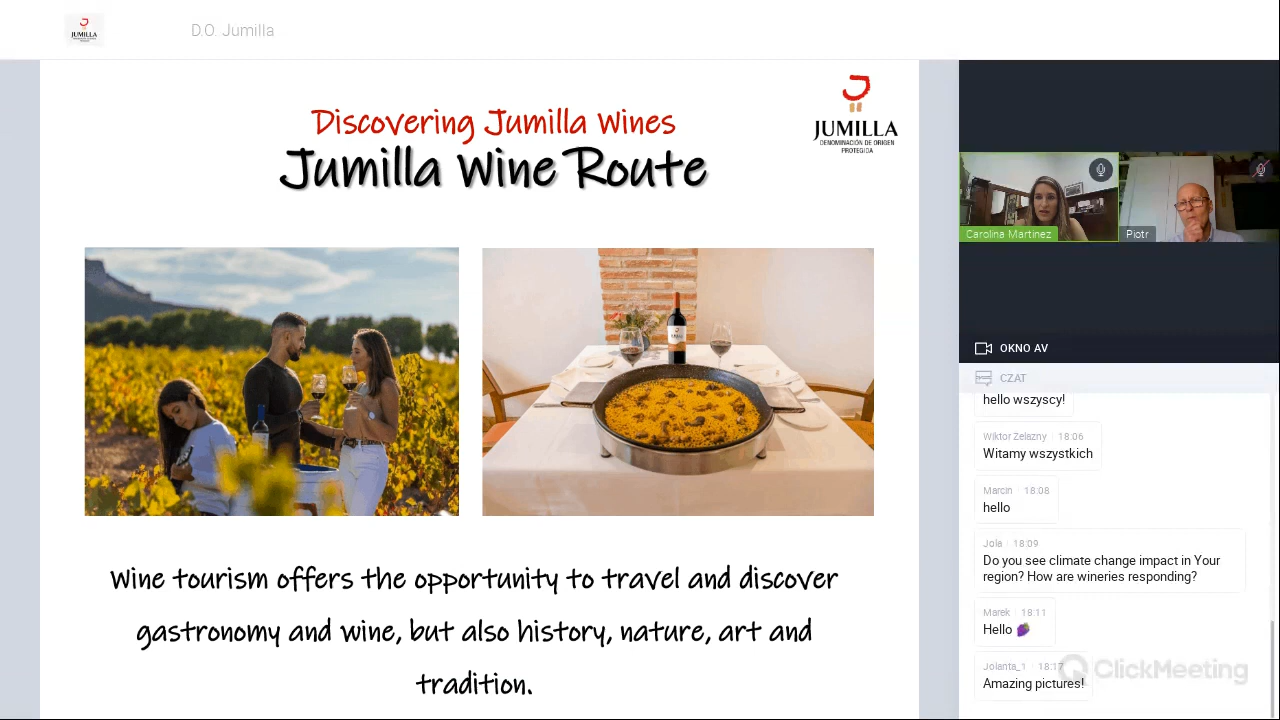 JUMILLA
D.O. Jumilla
Discovering Jumilla Wines
Jumilla Wine Route
JUMILLA
DENOMINACIÓN DE ORIGEN
PROTEGIDA
Wine tourism offers the opportunity to travel and discover
gastronomy and wine, but also history, nature, art and
tradition.
Carolina Martinez
Piotr
OKNO AV
CZAT
hello wszyscy!
Wiktor Zelazny 18:06
Witamy wszystkich
Marcin 18:08
hello
Jola 18:09
Do you see climate change impact in Your
region? How are wineries responding?
Marek 18:11
Hello 🍇
Jolanta_1 18:17
Amazing pictures!
ClickMeeting